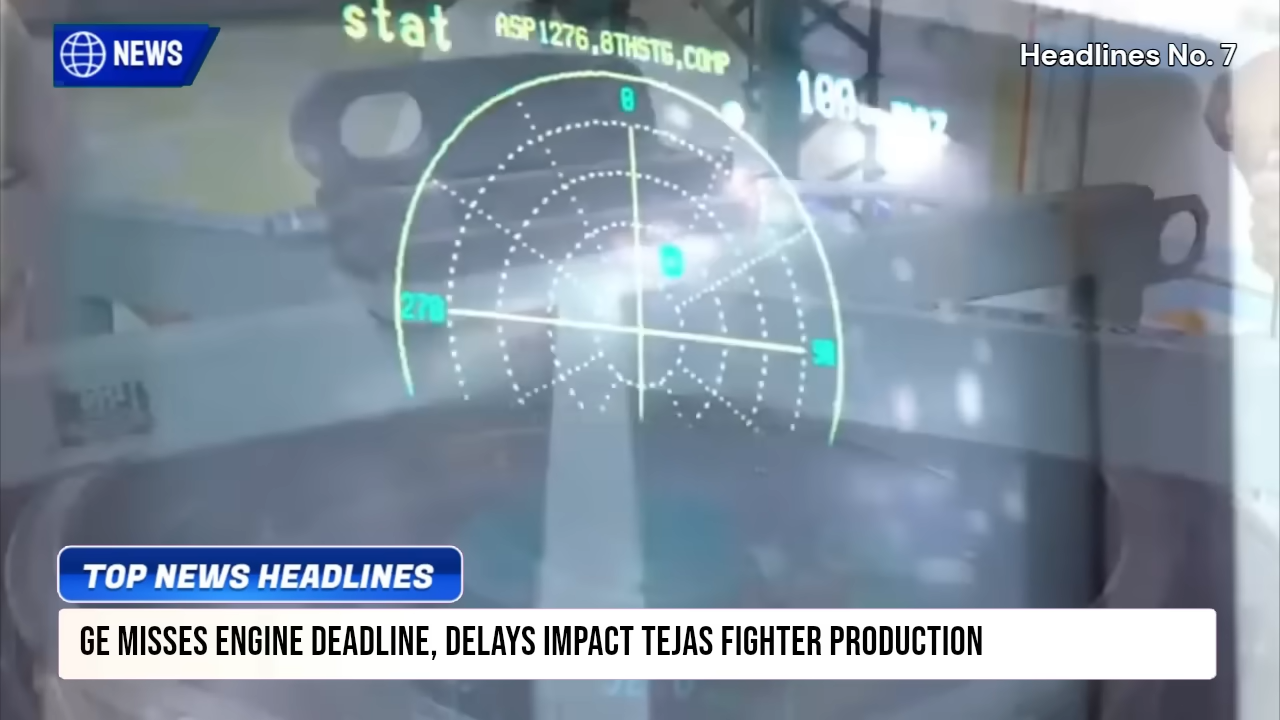 stat
ASP1276,8THSTG,COMP
NEWS
Headlines No. 7
0
100
270
90
TOP NEWS HEADLINES
GE MISSES ENGINE DEADLINE, DELAYS IMPACT TEJAS FIGHTER PRODUCTION